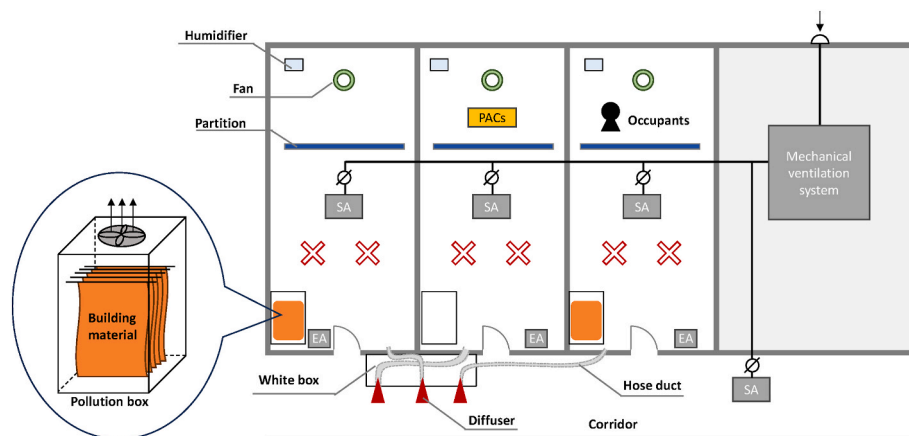 Humidifier
Fan
Partition
PACs
Occupants
Mechanical
ventilation
system
SA
SA
SA
Building
material
Pollution box
EA
EA
EA
White box
Hose duct
Diffuser
SA
Corridor